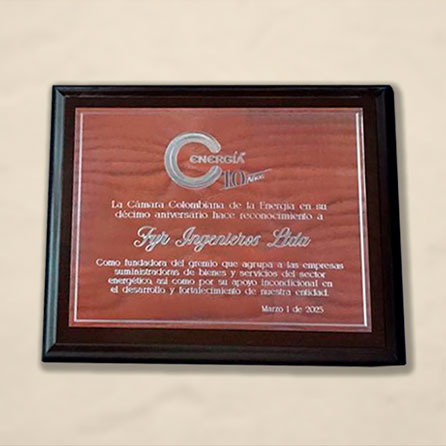 ENERGÍA
10 Años
La Cámara Colombiana de la Energía en su
décimo aniversario hace reconocimiento a
Fyr Ingenieros Ltda
Como fundadora del gremio que agrupa a las empresas
suministradoras de bienes y servicios del sector
energético, así como por su apoyo incondicional en
el desarrollo y fortalecimiento de nuestra entidad.
Marzo 1 de 2023